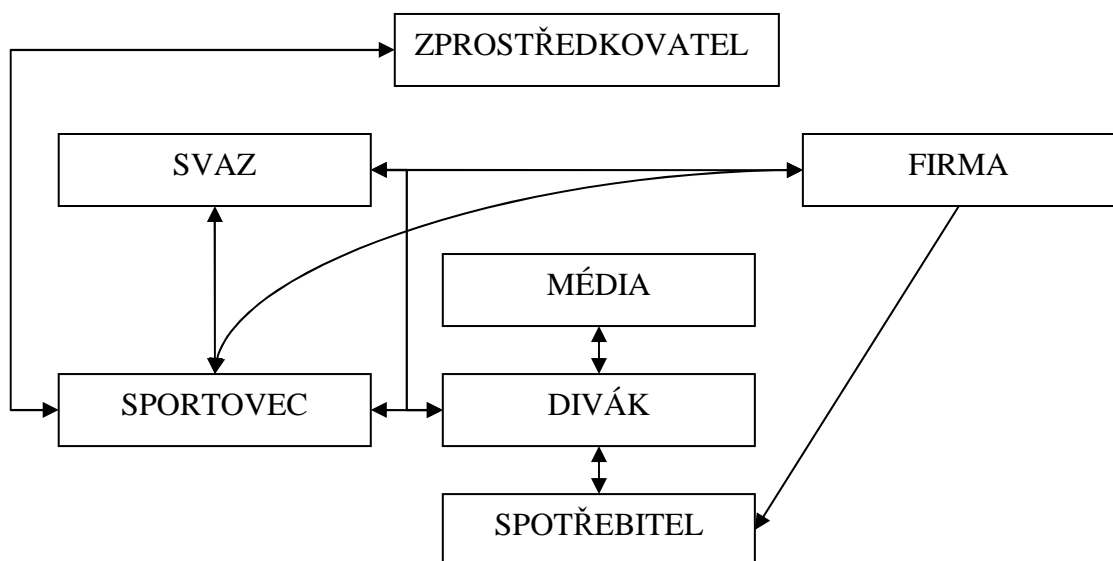 ZPROSTŘEDKOVATEL
SVAZ
FIRMA
MÉDIA
SPORTOVEC
DIVÁK
SPOTŘEBITEL